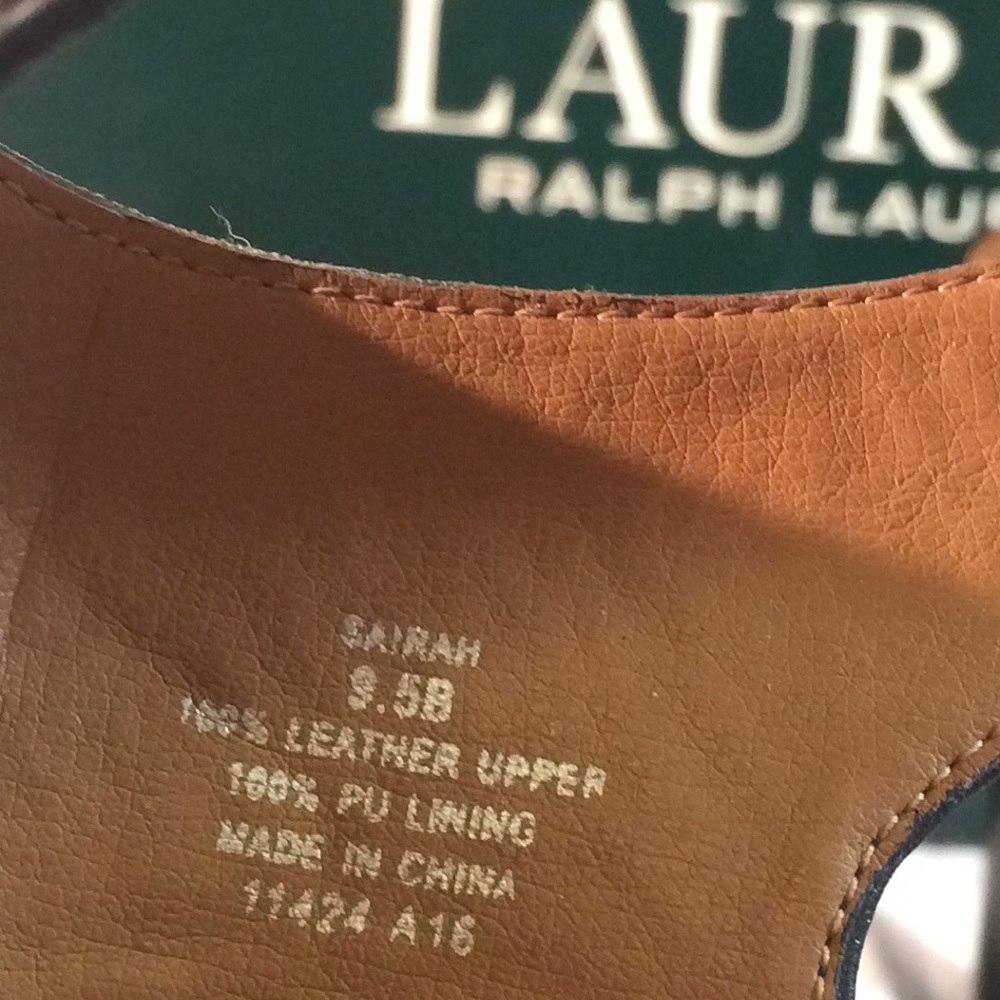 LAUR
RALPH LAU
SAIRAH
9.5B
100% LEATHER UPPER
100% PU LINING
MADE IN CHINA
11424 A16